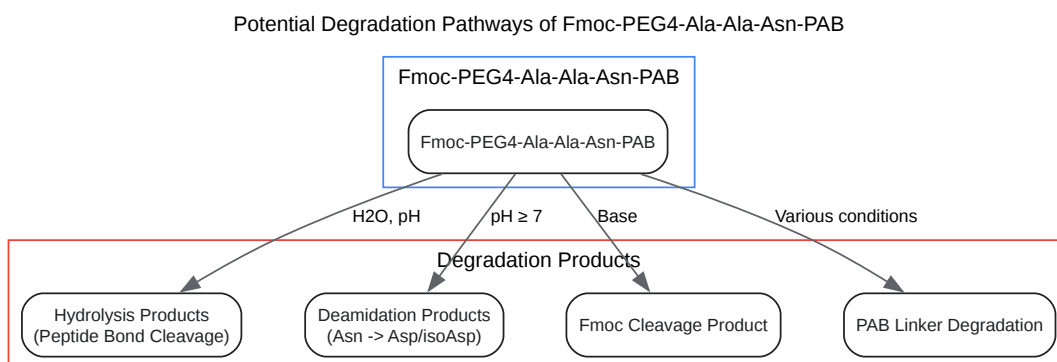 Potential Degradation Pathways of Fmoc-PEG4-Ala-Ala-Asn-PAB
Fmoc-PEG4-Ala-Ala-Asn-PAB
Fmoc-PEG4-Ala-Ala-Asn-PAB
H2O, pH
pH ≥ 7
Base
Various conditions
Degradation Products
Hydrolysis Products
(Peptide Bond Cleavage)
Deamidation Products
(Asn -> Asp/isoAsp)
Fmoc Cleavage Product
PAB Linker Degradation